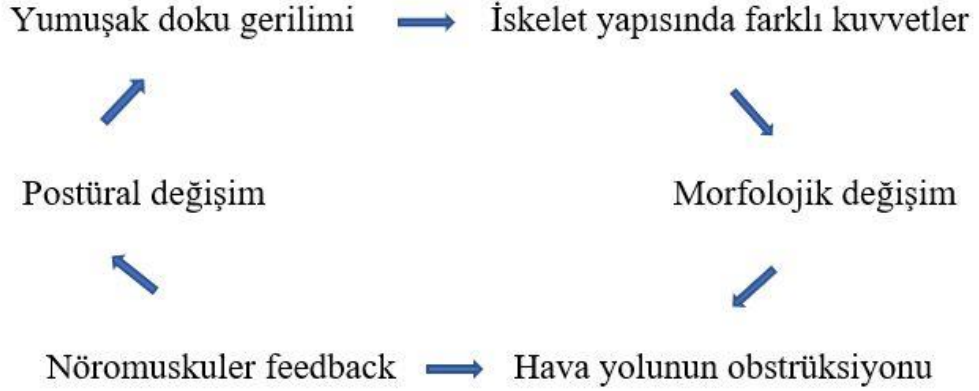 Yumuşak doku gerilimi İskelet yapısında farklı kuvvetler
Postüral değişim Morfolojik değişim
Nöromuskuler feedback Hava yolunun obstrüksiyonu